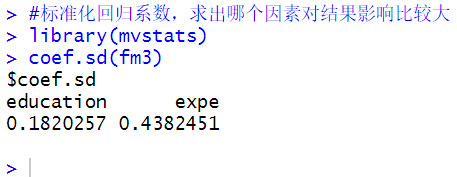 > #标准化回归系数，求出哪个因素对结果影响比较大
> library(mvstats)
> coef.sd(fm3)
$coef.sd
education      expe
0.1820257 0.4382451
>